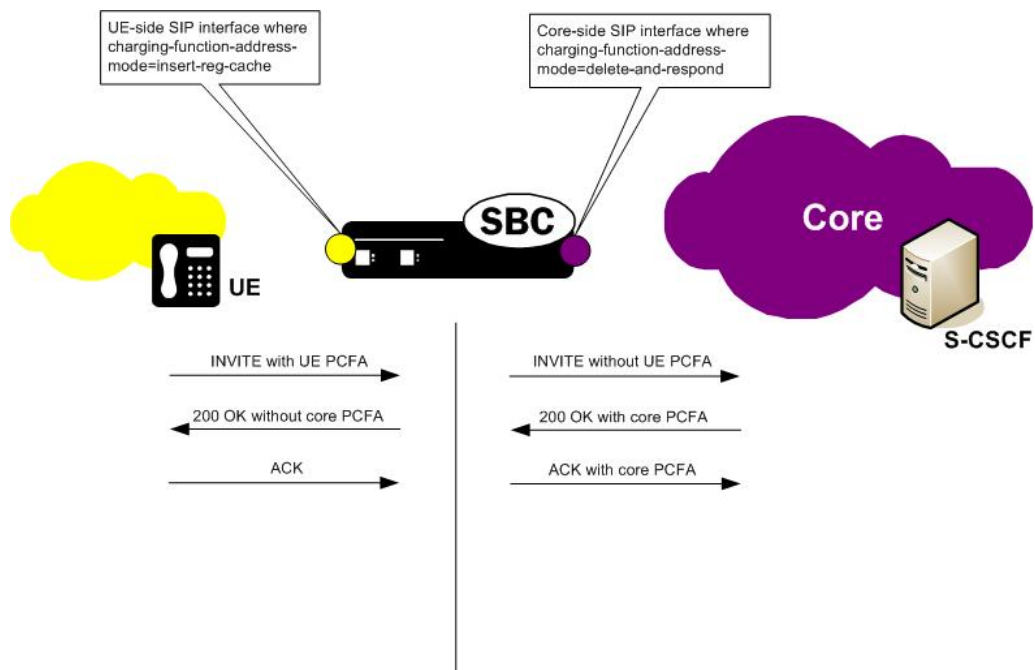 UE-side SIP interface where
charging-function-address-
mode=insert-reg-cache
Core-side SIP interface where
charging-function-address-
mode=delete-and-respond
SBC
Core
UE
S-CSCF
INVITE with UE PCFA
INVITE without UE PCFA
200 OK without core PCFA
200 OK with core PCFA
ACK
ACK with core PCFA